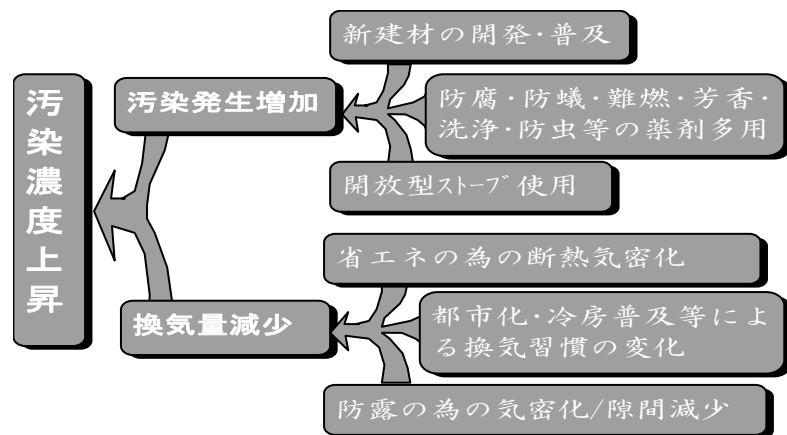 汚染濃度上昇
汚染発生増加
新建材の開発・普及
防腐・防蟻・難燃・芳香・
洗浄・防虫等の薬剤多用
開放型ストーブ使用
換気量減少
省エネの為の断熱気密化
都市化・冷房普及等によ
る換気習慣の変化
防露の為の気密化/隙間減少